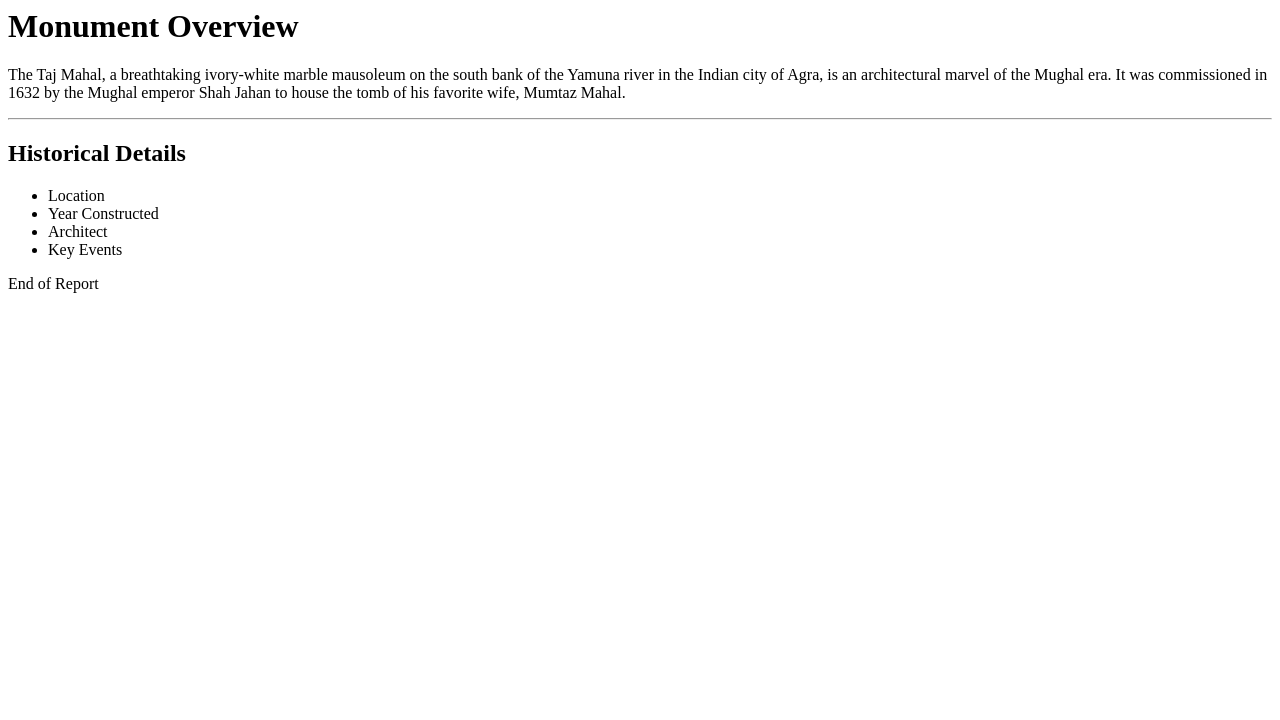 Monument Overview
The Taj Mahal, a breathtaking ivory-white marble mausoleum on the south bank of the Yamuna river in the Indian city of Agra, is an architectural marvel of the Mughal era. It was commissioned in
1632 by the Mughal emperor Shah Jahan to house the tomb of his favorite wife, Mumtaz Mahal.
Historical Details
Location
Year Constructed
Architect
Key Events
End of Report